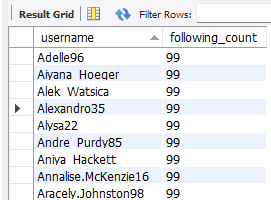 Result Grid Filter Rows:
username following_count
Adelle96 99
Aiyana_Hoeger 99
Alek_Watsica 99
Alexandro35 99
Alysa22 99
Andre_Purdy85 99
Aniya_Hackett 99
Annalise.McKenzie16 99
Aracely.Johnston98 99